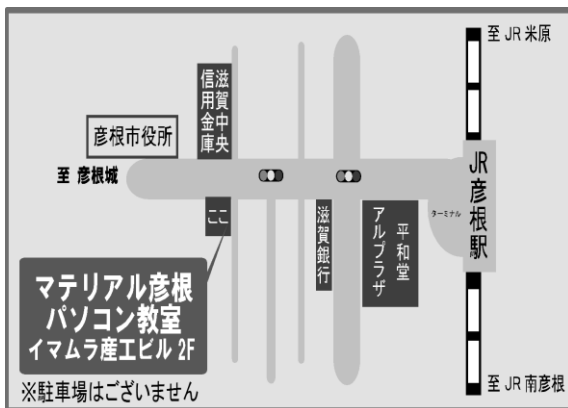 至 JR 米原
滋賀中央
信用金庫
彦根市役所
至 彦根城
JR彦根駅
ターミナル
ここ
滋賀銀行
平和堂
アルプラザ
マテリアル彦根
パソコン教室
イマムラ産工ビル 2F
※駐車場はございません
至 JR 南彦根